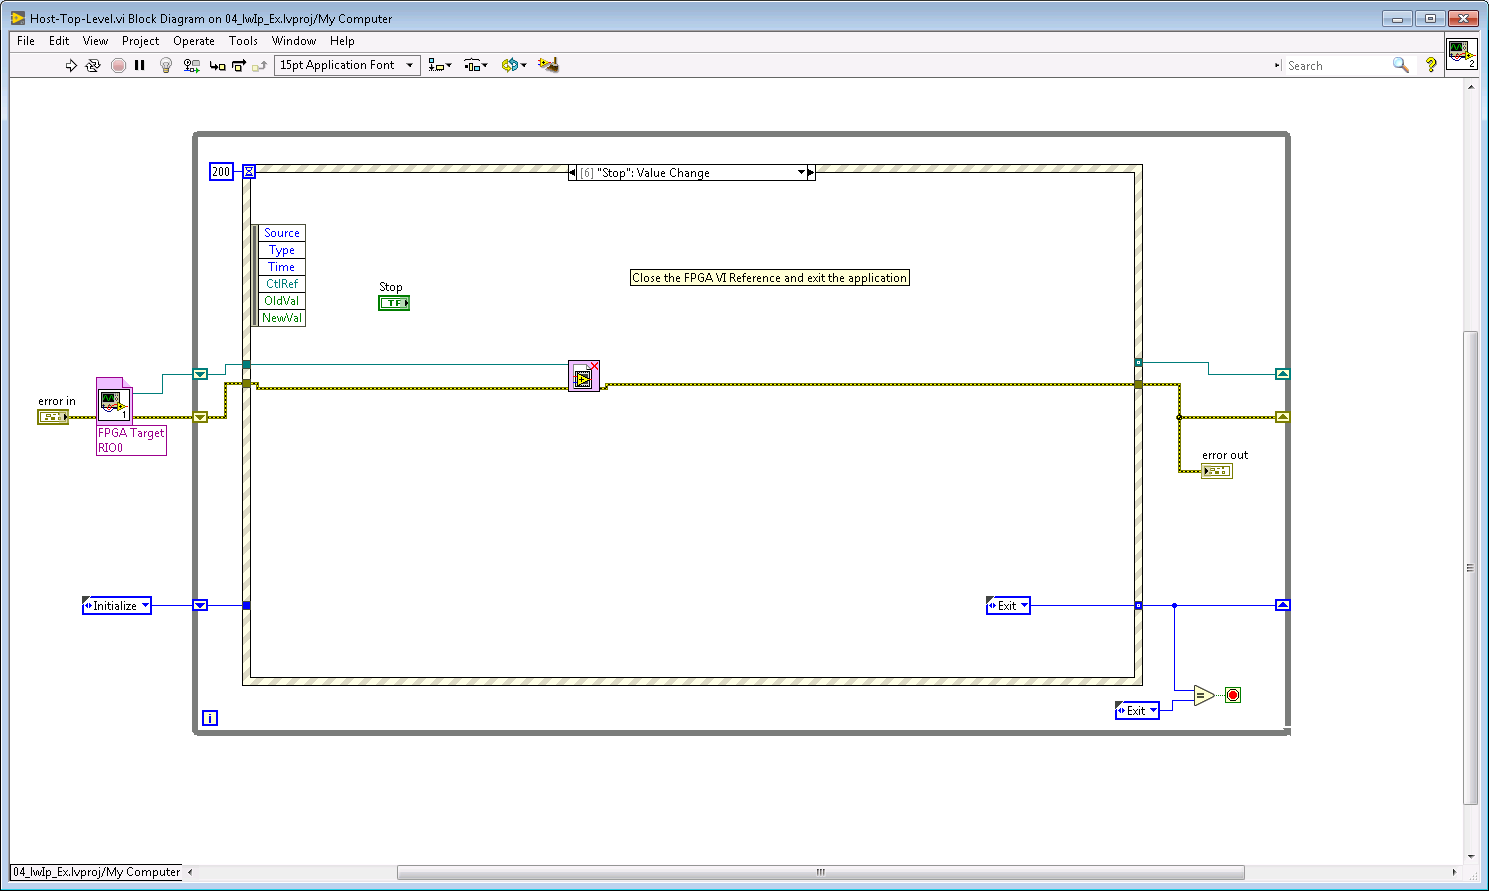 Host-Top-Level.vi Block Diagram on 04_lwIp_Ex.lvproj/My Computer
File Edit View Project Operate Tools Window Help
15pt Application Font
Search
2
200
[6] "Stop": Value Change
Source
Type
Time
CtlRef
OldVal
NewVal
Stop
TF
Close the FPGA VI Reference and exit the application
error in
1
FPGA Target
RIO0
error out
Initialize
Exit
Exit
=
i
04_lwIp_Ex.lvproj/My Computer